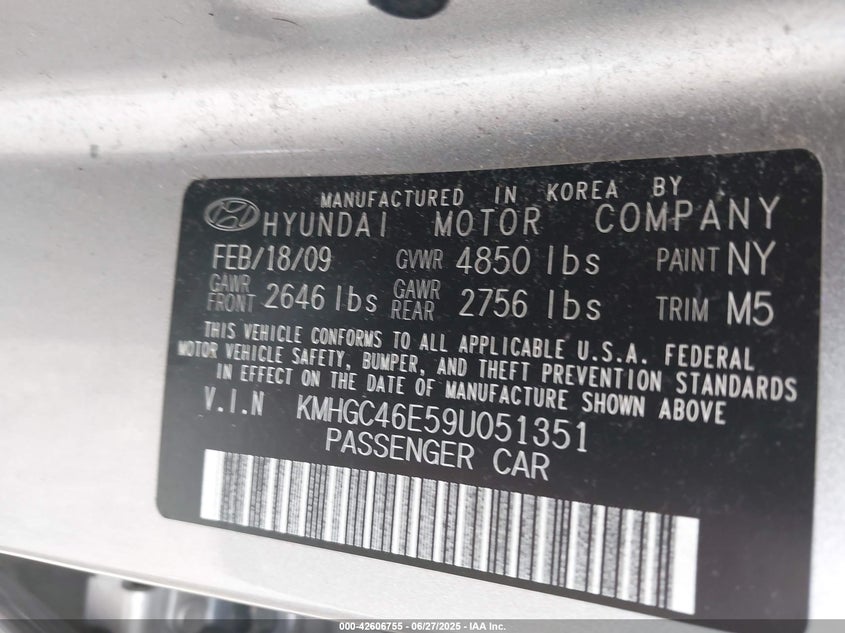 MANUFACTURED IN KOREA BY
HYUNDAI MOTOR COMPANY
FEB/18/09 GVWR 4850 lbs PAINT NY
GAWR FRONT 2646 lbs GAWR REAR 2756 lbs TRIM M5
THIS VEHICLE CONFORMS TO ALL APPLICABLE U.S.A. FEDERAL
MOTOR VEHICLE SAFETY, BUMPER, AND THEFT PREVENTION STANDARDS
IN EFFECT ON THE DATE OF MANUFACTURE SHOWN ABOVE
V.I.N KMHGC46E59U051351
PASSENGER CAR
000-42606755 - 06/27/2025 - IAA Inc.